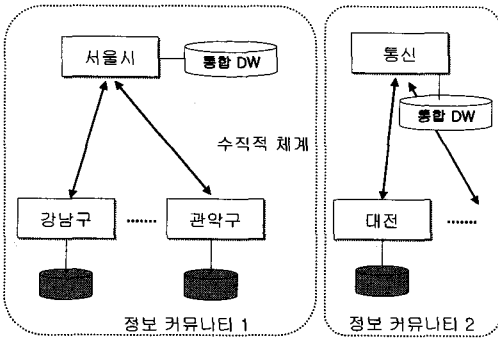 서울시
통합 DW
수직적 체계
강남구
.......
관악구
정보 커뮤니티 1
통신
통합 DW
대전
.......
정보 커뮤니티 2